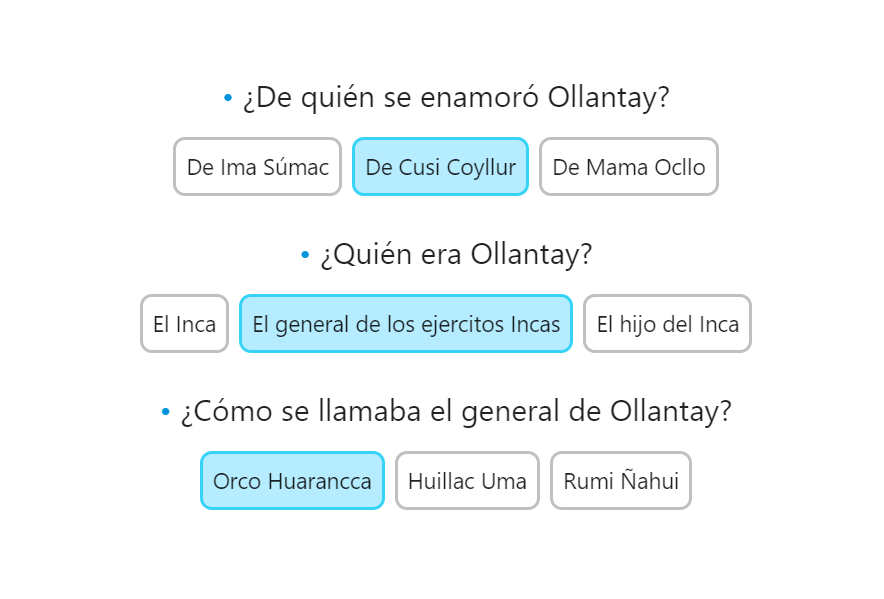 • ¿De quién se enamoró Ollantay?
De Ima Súmac De Cusi Coyllur De Mama Ocllo
• ¿Quién era Ollantay?
El Inca El general de los ejercitos Incas El hijo del Inca
• ¿Cómo se llamaba el general de Ollantay?
Orco Huarancca Huillac Uma Rumi Ñahui